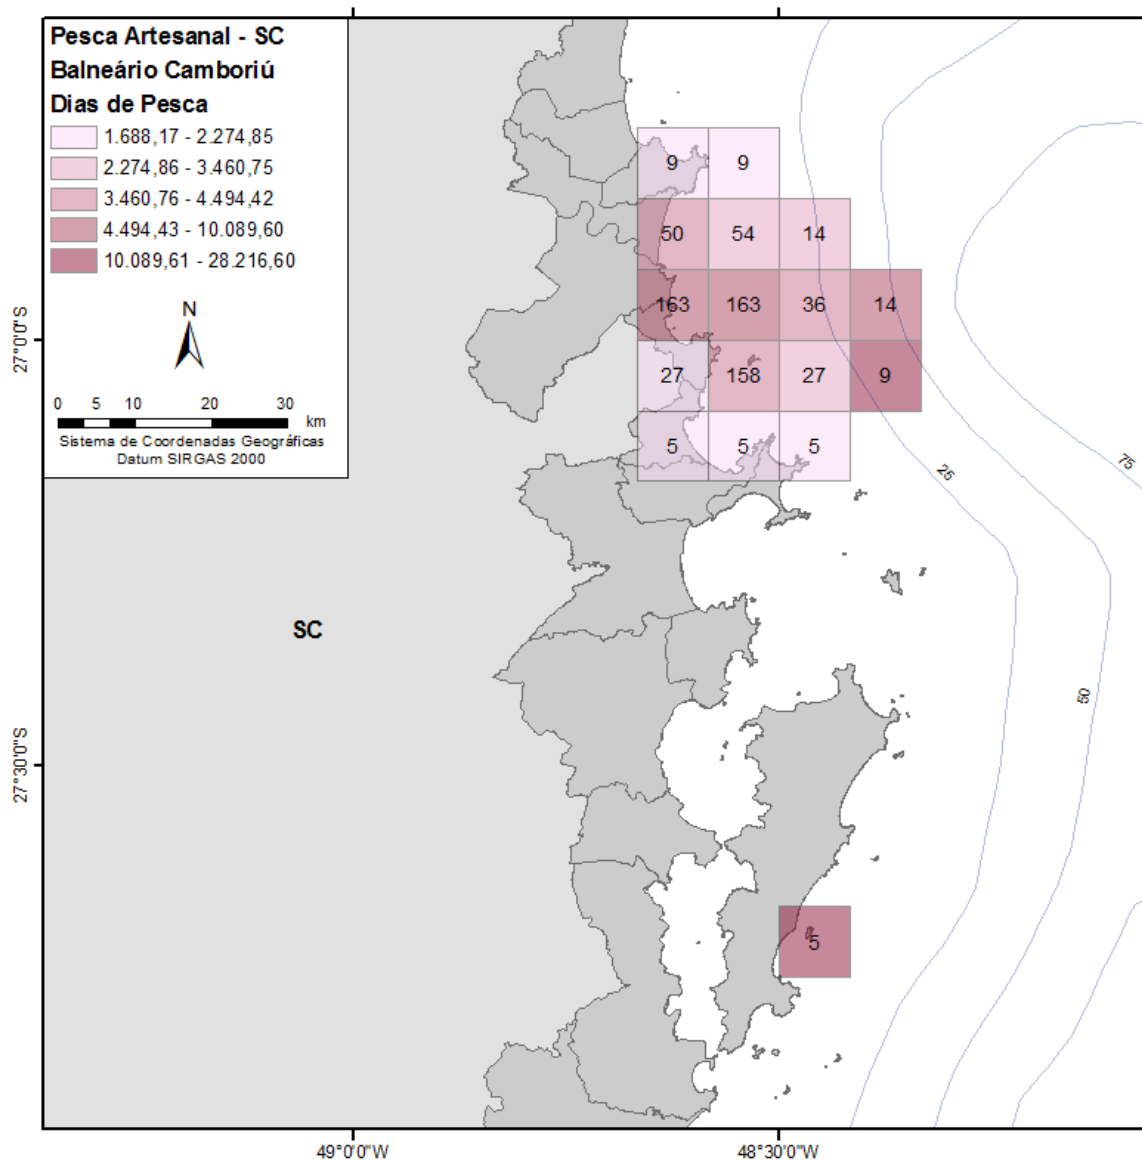 Pesca Artesanal - SC
Balneário Camboriú
Dias de Pesca
1.688,17 - 2.274,85
2.274,86 - 3.460,75
3.460,76 - 4.494,42
4.494,43 - 10.089,60
10.089,61 - 28.216,60
N
0 5 10 20 30 km
Sistema de Coordenadas Geográficas
Datum SIRGAS 2000
9 9
50 54 14
163 163 36 14
27°0'0"S
27 158 27 9
5 5 5
25
75
SC
50
27°30'0"S
5
49°0'0"W 48°30'0"W